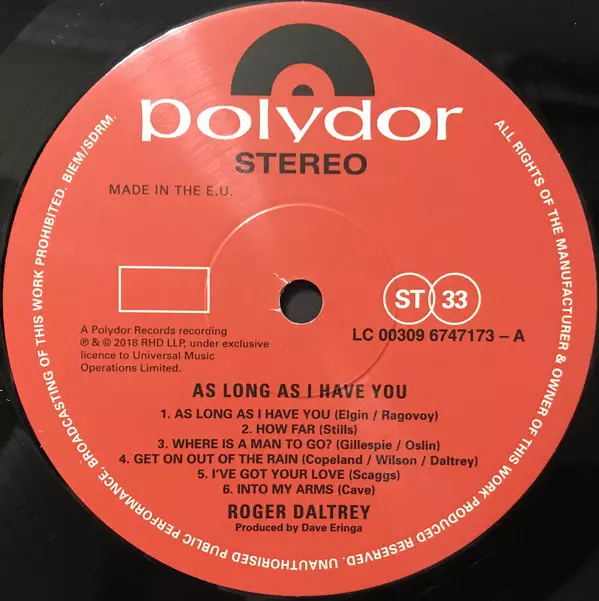 polydor
STEREO
MADE IN THE E.U.
ST 33
LC 00309 6747173 – A
A Polydor Records recording
℗ & © 2018 RHD LLP, under exclusive
licence to Universal Music
Operations Limited.
AS LONG AS I HAVE YOU
1. AS LONG AS I HAVE YOU (Elgin / Ragovoy)
2. HOW FAR (Stills)
3. WHERE IS A MAN TO GO? (Gillespie / Oslin)
4. GET ON OUT OF THE RAIN (Copeland / Wilson / Daltrey)
5. I'VE GOT YOUR LOVE (Scaggs)
6. INTO MY ARMS (Cave)
ROGER DALTREY
Produced by Dave Eringa
ALL RIGHTS OF THE MANUFACTURER & OWNER OF THIS WORK PRODUCED RESERVED. UNAUTHORISED PUBLIC PERFORMANCE, BROADCASTING OF THIS WORK PROHIBITED. BIEM/SDRM.